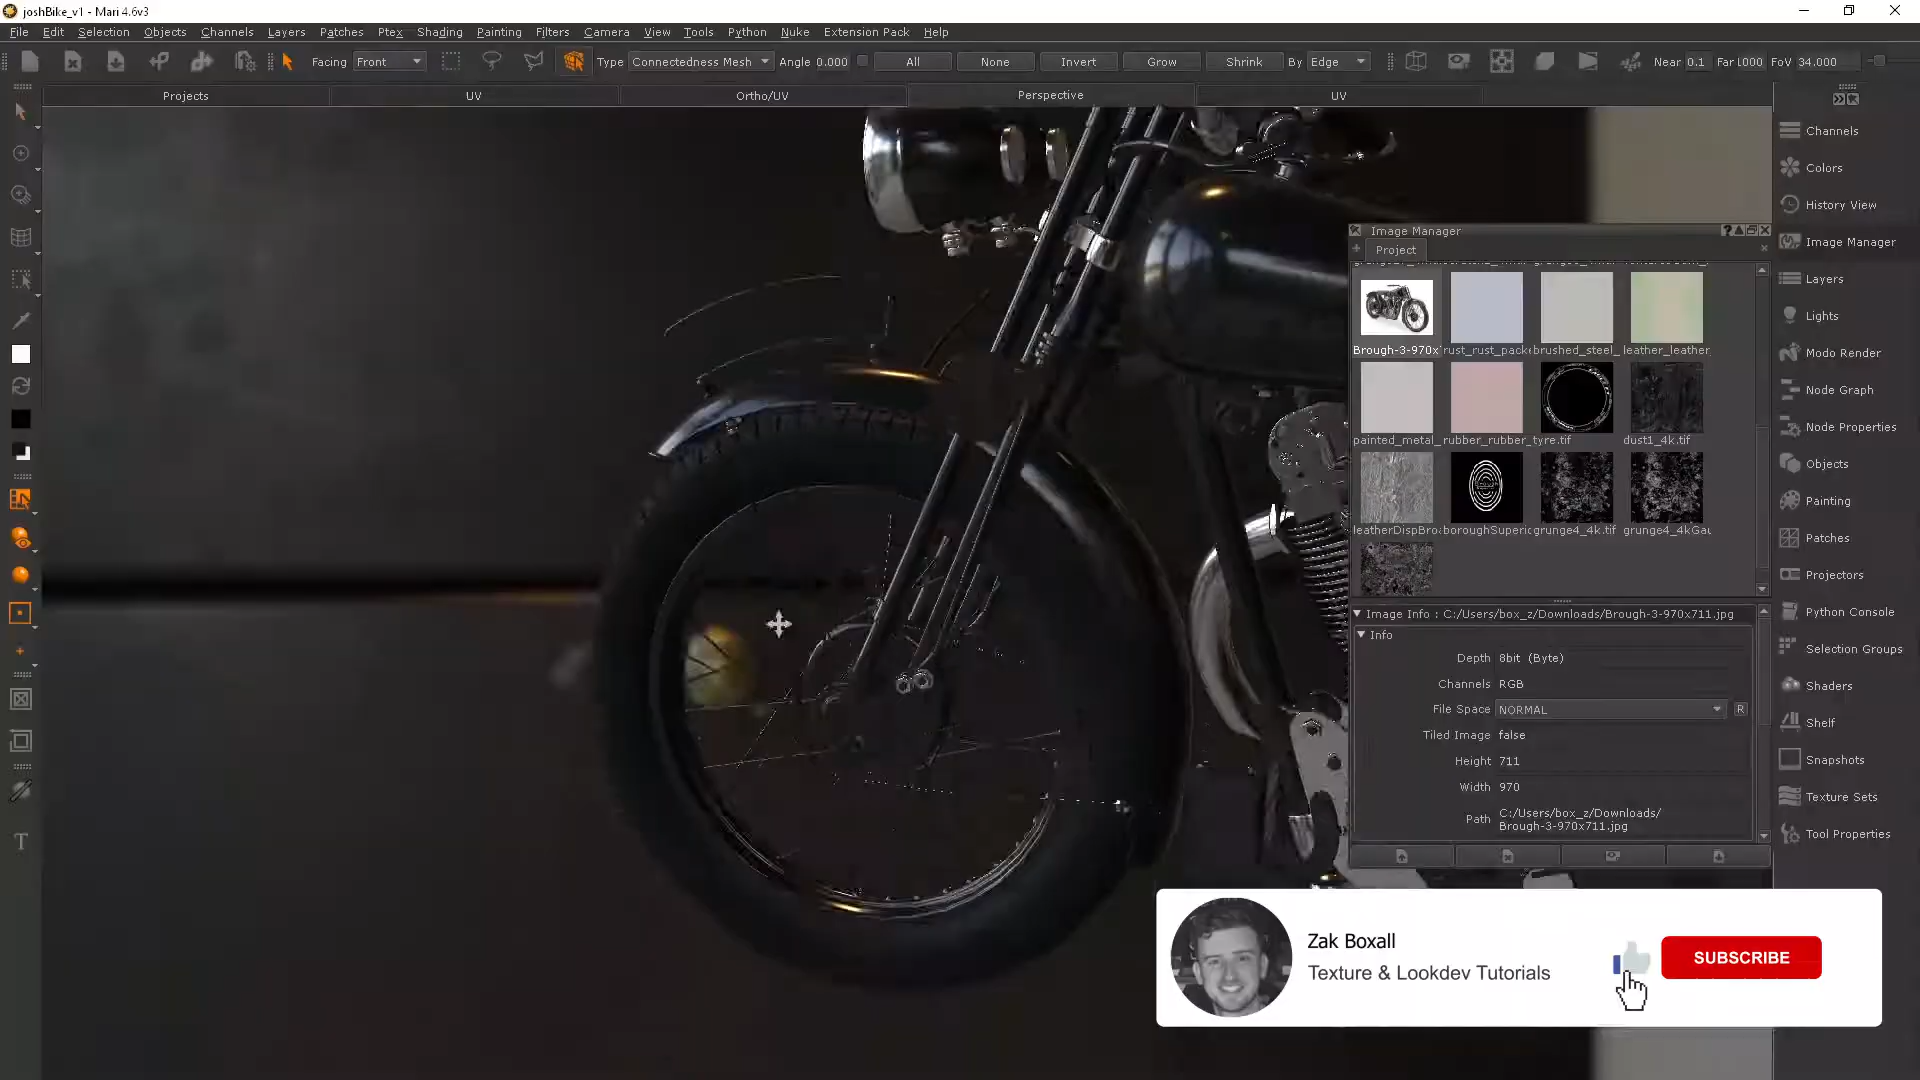 joshBike_v1 - Mari 4.6v3
File Edit Selection Objects Channels Layers Patches Ptex Shading Painting Filters Camera View Tools Python Nuke Extension Pack Help
Facing Front Type Connectedness Mesh Angle 0.000 All None Invert Grow Shrink By Edge Near 0.1 Far 1000 FoV 34.000
Projects UV Ortho/UV Perspective UV
Channels
Colors
History View
Image Manager
Layers
Lights
Modo Render
Node Graph
Node Properties
Objects
Painting
Patches
Projectors
Python Console
Selection Groups
Shaders
Shelf
Snapshots
Texture Sets
Tool Properties
Image Manager
Project
Brough-3-970x rust_rust_pack brushed_steel_ leather_leather
painted_metal_ rubber_rubber_ tyre.tif dust1_4k.tif
leatherDispBro boroughSuperic grunge4_4k.tif grunge4_4kGau
Image Info : C:/Users/box_z/Downloads/Brough-3-970x711.jpg
Info
Depth 8bit (Byte)
Channels RGB
File Space NORMAL R
Tiled Image false
Height 711
Width 970
Path C:/Users/box_z/Downloads/
Brough-3-970x711.jpg
T
Zak Boxall
Texture & Lookdev Tutorials
SUBSCRIBE